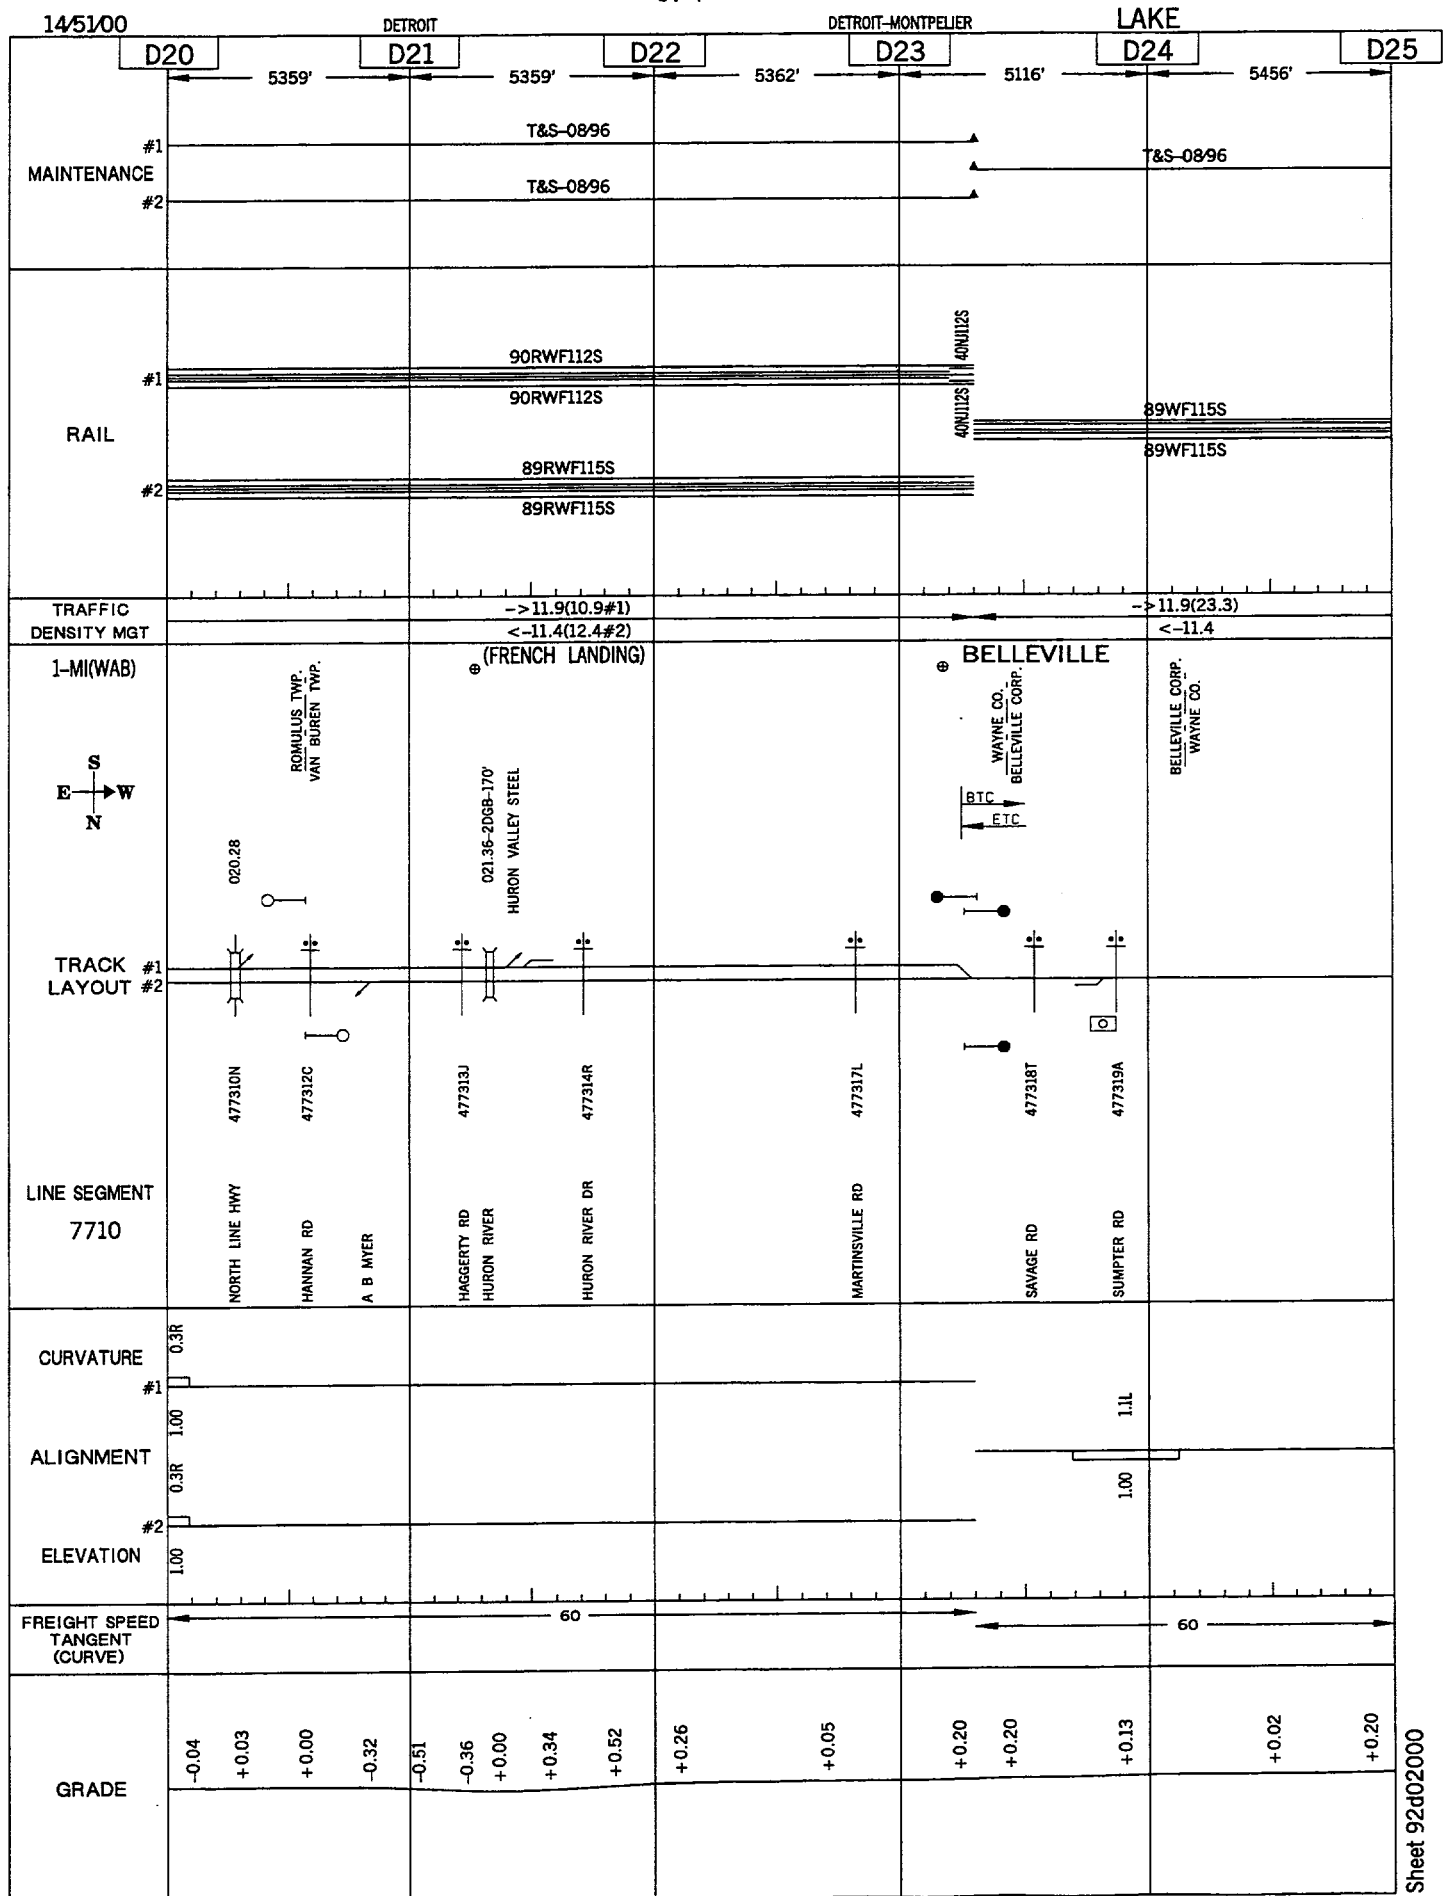 14/51/00 DETROIT DETROIT-MONTPELIER LAKE
D20 D21 D22 D23 D24 D25
5359' 5359' 5362' 5116' 5456'
MAINTENANCE
#1 T&S-08/96
T&S-08/96
#2 T&S-08/96
RAIL
40NJ112S
90RWF112S
#1
90RWF112S
40NJ112S
89WF115S
89WF115S
89RWF115S
#2
89RWF115S
TRAFFIC
DENSITY MGT
->11.9(10.9#1) ->11.9(23.3)
<-11.4(12.4#2) <-11.4
1-MI(WAB)
(FRENCH LANDING) BELLEVILLE
ROMULUS TWP.
VAN BUREN TWP.
WAYNE CO.
BELLEVILLE CORP.
BELLEVILLE CORP.
WAYNE CO.
S
E W
N
BTC
ETC
020.28
021.36-2DGB-170'
HURON VALLEY STEEL
TRACK #1
LAYOUT #2
477310N
477312C
477313J
477314R
477317L
477318T
477319A
LINE SEGMENT
7710
NORTH LINE HWY
HANNAN RD
A B MYER
HAGGERTY RD
HURON RIVER
HURON RIVER DR
MARTINSVILLE RD
SAVAGE RD
SUMPTER RD
CURVATURE
0.3R
#1
1.00
1.1L
ALIGNMENT
0.3R
1.00
#2
ELEVATION
1.00
FREIGHT SPEED
TANGENT
(CURVE)
60 60
GRADE
-0.04
+0.03
+0.00
-0.32
-0.51
-0.36
+0.00
+0.34
+0.52
+0.26
+0.05
+0.20
+0.20
+0.13
+0.02
+0.20
Sheet 92d02000